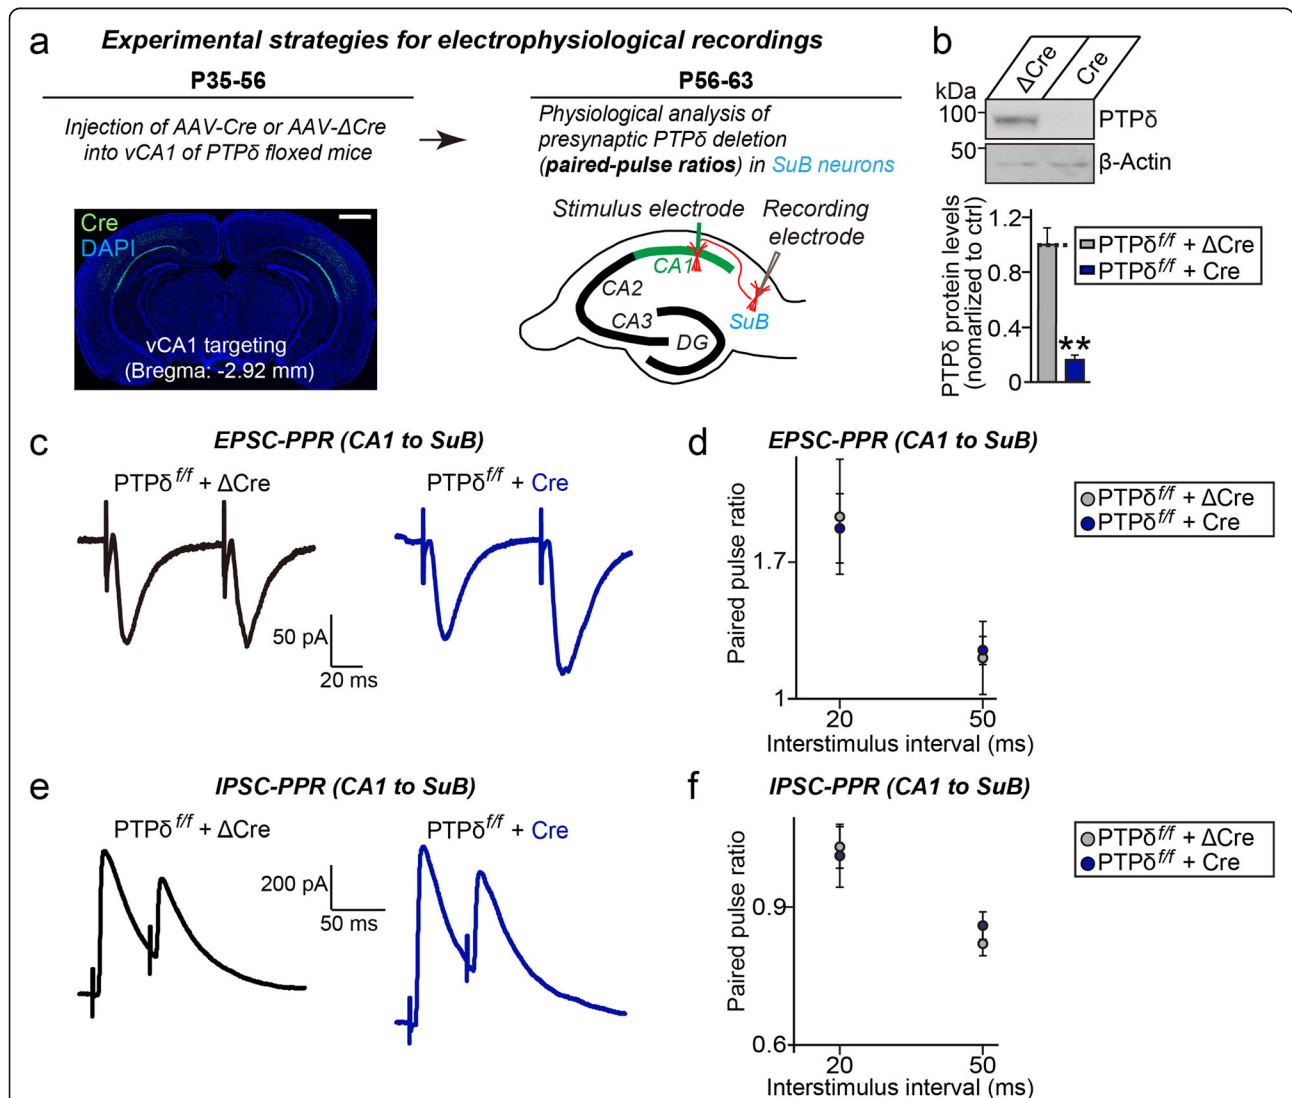 a
Experimental strategies for electrophysiological recordings
P35-56
Injection of AAV-Cre or AAV-ΔCre
into vCA1 of PTPδ floxed mice
P56-63
Physiological analysis of
presynaptic PTPδ deletion
(paired-pulse ratios) in SuB neurons
Cre
DAPI
vCA1 targeting
(Bregma: -2.92 mm)
Stimulus electrode
Recording
electrode
CA1
CA2
CA3
DG
SuB
b
ΔCre
Cre
kDa
100
PTPδ
50
β-Actin
PTPδ protein levels
(nomarlized to ctrl)
1.2
0.8
0.4
0
**
PTPδf/f + ΔCre
PTPδf/f + Cre
c
EPSC-PPR (CA1 to SuB)
PTPδf/f + ΔCre
PTPδf/f + Cre
50 pA
20 ms
d
EPSC-PPR (CA1 to SuB)
Paired pulse ratio
1.7
1
20 50
Interstimulus interval (ms)
PTPδf/f + ΔCre
PTPδf/f + Cre
e
IPSC-PPR (CA1 to SuB)
PTPδf/f + ΔCre
PTPδf/f + Cre
200 pA
50 ms
f
IPSC-PPR (CA1 to SuB)
Paired pulse ratio
0.9
0.6
20 50
Interstimulus interval (ms)
PTPδf/f + ΔCre
PTPδf/f + Cre